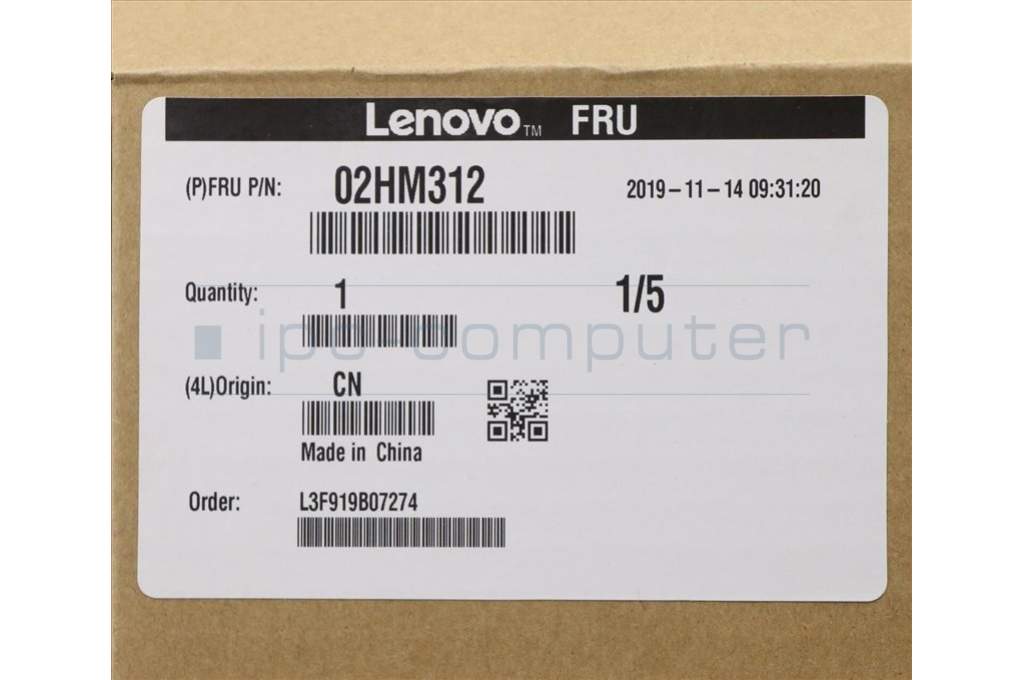 Lenovo™ FRU
(P)FRU P/N: 02HM312 2019-11-14 09:31:20
Quantity: 1 1/5
ipc-computer
(4L)Origin: CN
Made in China
Order: L3F919B07274